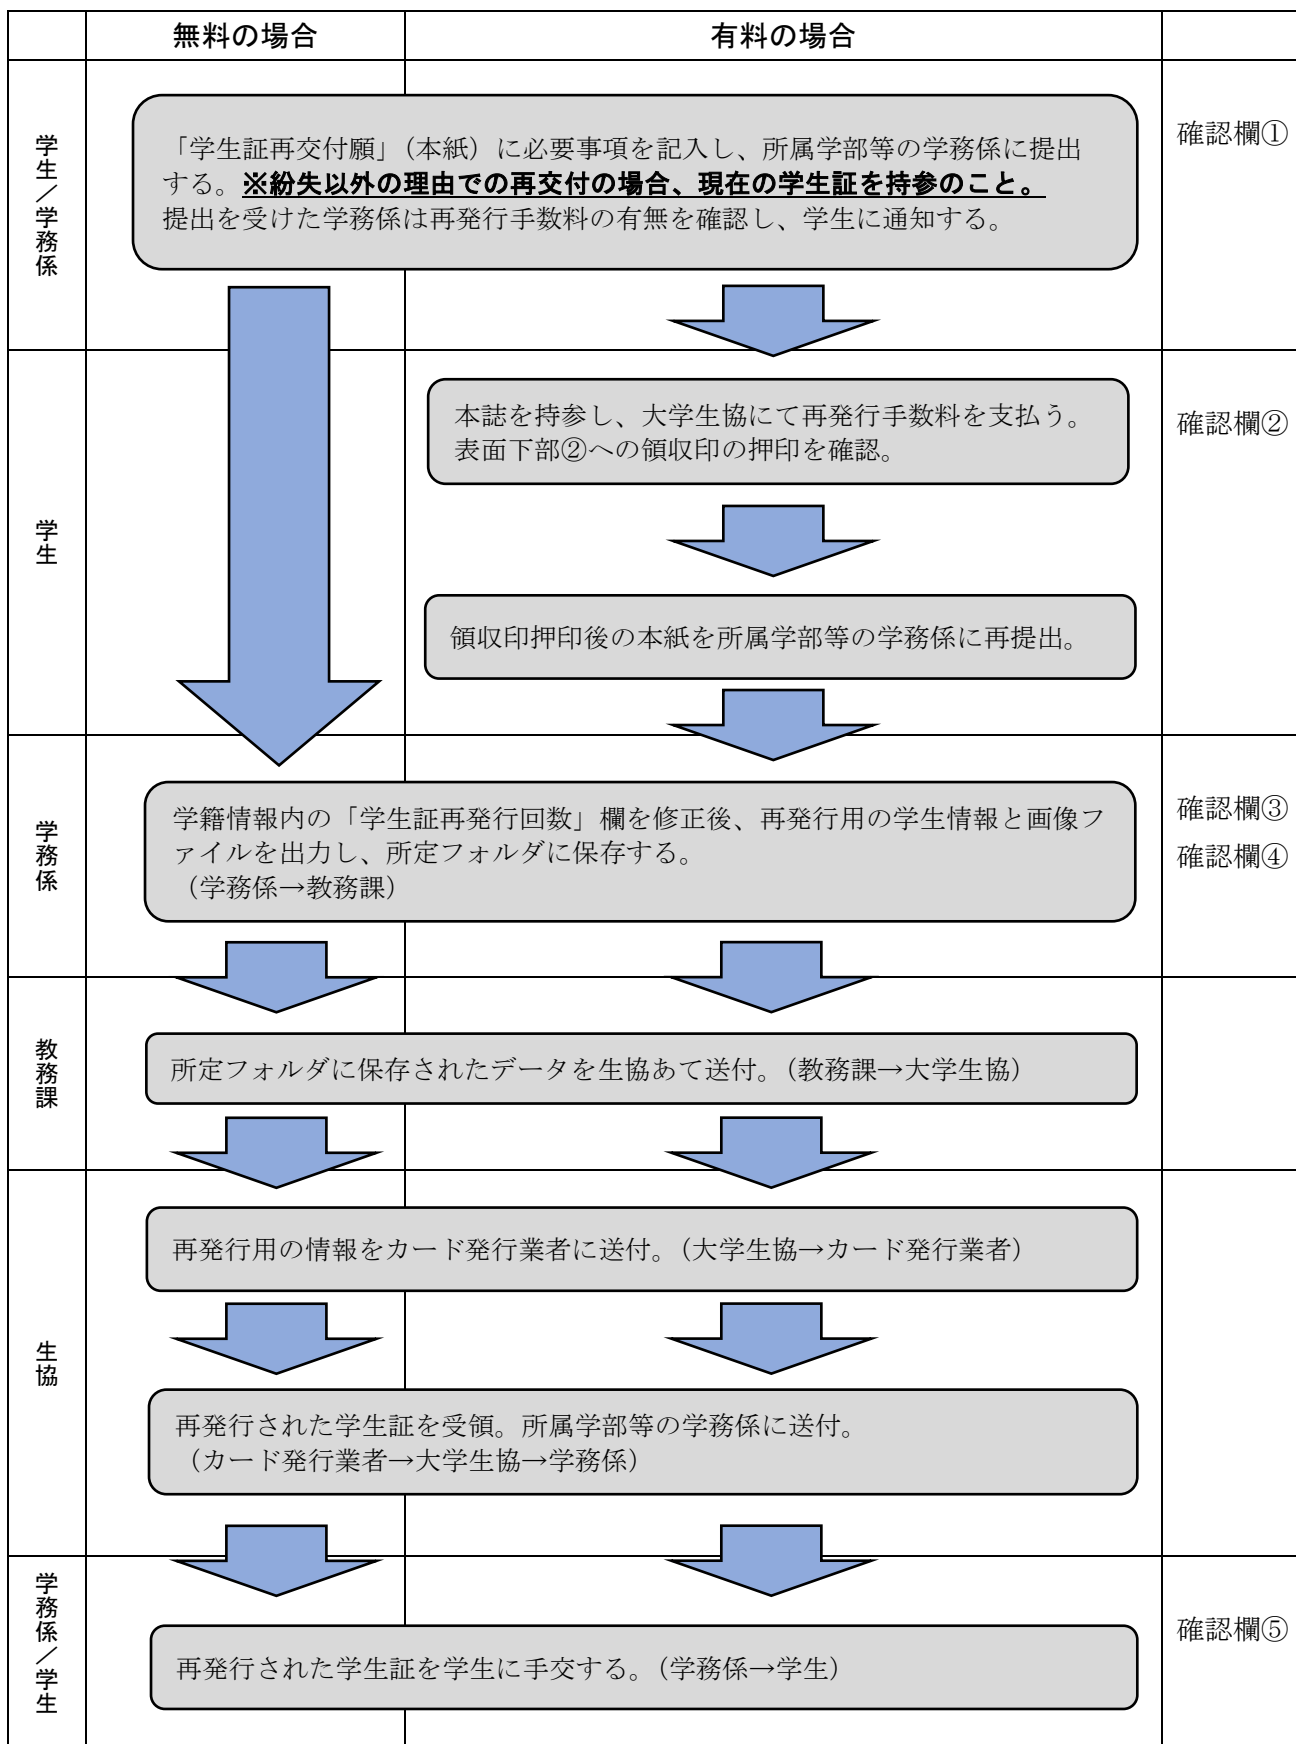 無料の場合
有料の場合
学生／学務係
「学生証再交付願」（本紙）に必要事項を記入し、所属学部等の学務係に提出
する。※紛失以外の理由での再交付の場合、現在の学生証を持参のこと。
提出を受けた学務係は再発行手数料の有無を確認し、学生に通知する。
確認欄①
学生
本誌を持参し、大学生協にて再発行手数料を支払う。
表面下部②への領収印の押印を確認。
確認欄②
領収印押印後の本紙を所属学部等の学務係に再提出。
学務係
学籍情報内の「学生証再発行回数」欄を修正後、再発行用の学生情報と画像フ
ァイルを出力し、所定フォルダに保存する。
（学務係→教務課）
確認欄③
確認欄④
教務課
所定フォルダに保存されたデータを生協あて送付。（教務課→大学生協）
生協
再発行用の情報をカード発行業者に送付。（大学生協→カード発行業者）
再発行された学生証を受領。所属学部等の学務係に送付。
（カード発行業者→大学生協→学務係）
学務係／学生
再発行された学生証を学生に手交する。（学務係→学生）
確認欄⑤